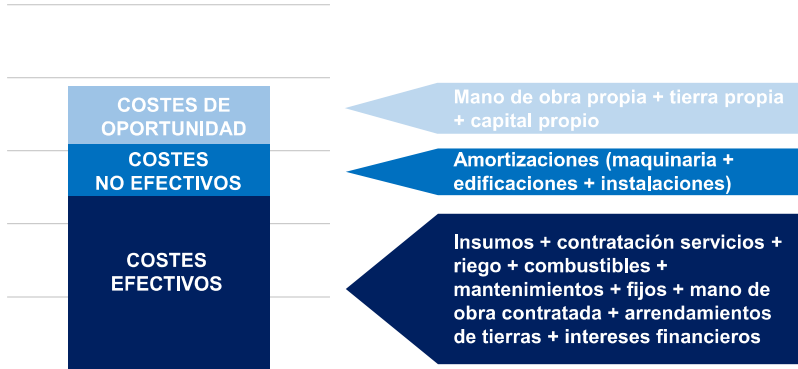 COSTES DE
OPORTUNIDAD
Mano de obra propia + tierra propia
+ capital propio
COSTES
NO EFECTIVOS
Amortizaciones (maquinaria +
edificaciones + instalaciones)
COSTES
EFECTIVOS
Insumos + contratación servicios +
riego + combustibles +
mantenimientos + fijos + mano de
obra contratada + arrendamientos
de tierras + intereses financieros